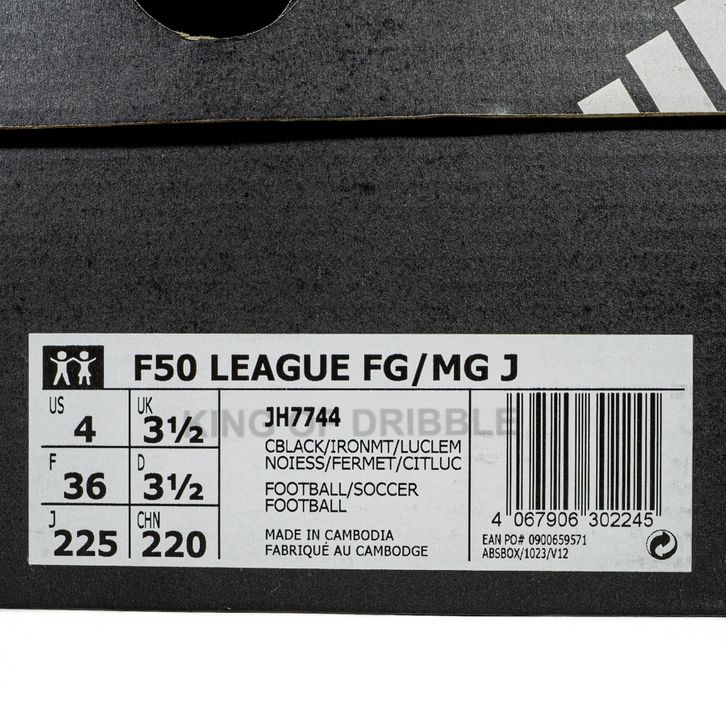 F50 LEAGUE FG/MG J
US 4 UK 3½
F 36 D 3½
J 225 CHN 220
JH7744
CBLACK/IRONMT/LUCLEM
NOIESS/FERMET/CITLUC
FOOTBALL/SOCCER
FOOTBALL
MADE IN CAMBODIA
FABRIQUÉ AU CAMBODGE
4 067906 302245
EAN PO# 0900659571
ABSBOX/1023/V12
KING OF DRIBBLE